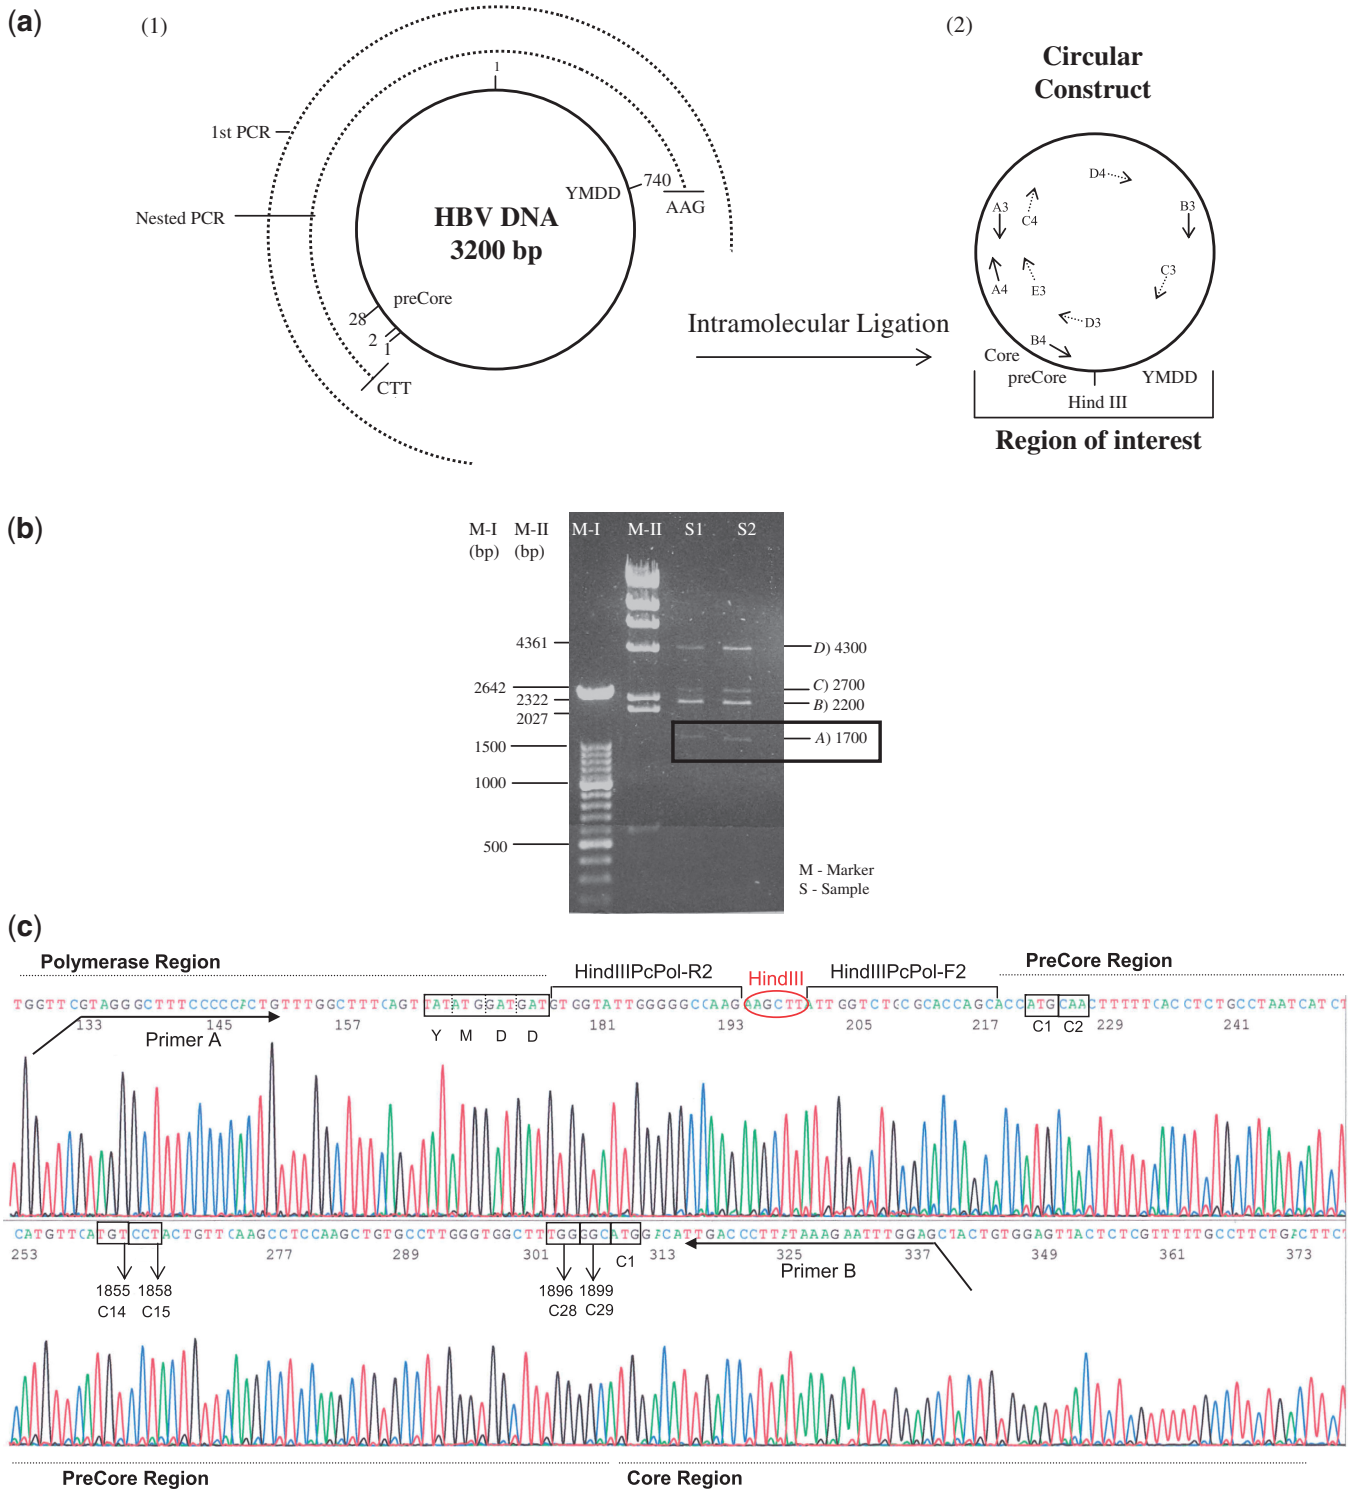 (a)
(1)
1
1st PCR
Nested PCR
YMDD
740
AAG
HBV DNA
3200 bp
preCore
28
2
1
CTT
Intramolecular Ligation
(2)
Circular
Construct
D4
A3
C4
B3
A4
E3
C3
D3
B4
Core
preCore
YMDD
Hind III
Region of interest
(b)
M-I M-II
(bp) (bp)
M-I M-II S1 S2
4361
2642
2322
2027
1500
1000
500
D) 4300
C) 2700
B) 2200
A) 1700
M - Marker
S - Sample
(c)
Polymerase Region
HindIIIPcPol-R2
HindIII
HindIIIPcPol-F2
PreCore Region
TGGTTCGTAGGGCTTTCCCCCACTGTTTGGCTTTCAGTTATATGGATGATGTGGTATTGGGGGCCAAGAAGCTTATTGGTCTGCGCACCAGCACCATGCAACTTTTTCACCTCTGCCTAATCATCT
133 145 157 181 193 205 217 229 241
Primer A
Y M D D
C1 C2
CATGTTCATGTCCTACTGTTCAAGCCTCCAAGCTGTGCCTTGGGTGGCTTTGGGGCATGGACATTGACCCTTATAAAGAATTTGGAGCTACTGTGGAGTTACTCTCGTTTTTGCCTTCTGACTTCT
253 277 289 301 313 325 337 349 361 373
C1
Primer B
1855 1858
C14 C15
1896 1899
C28 C29
PreCore Region
Core Region